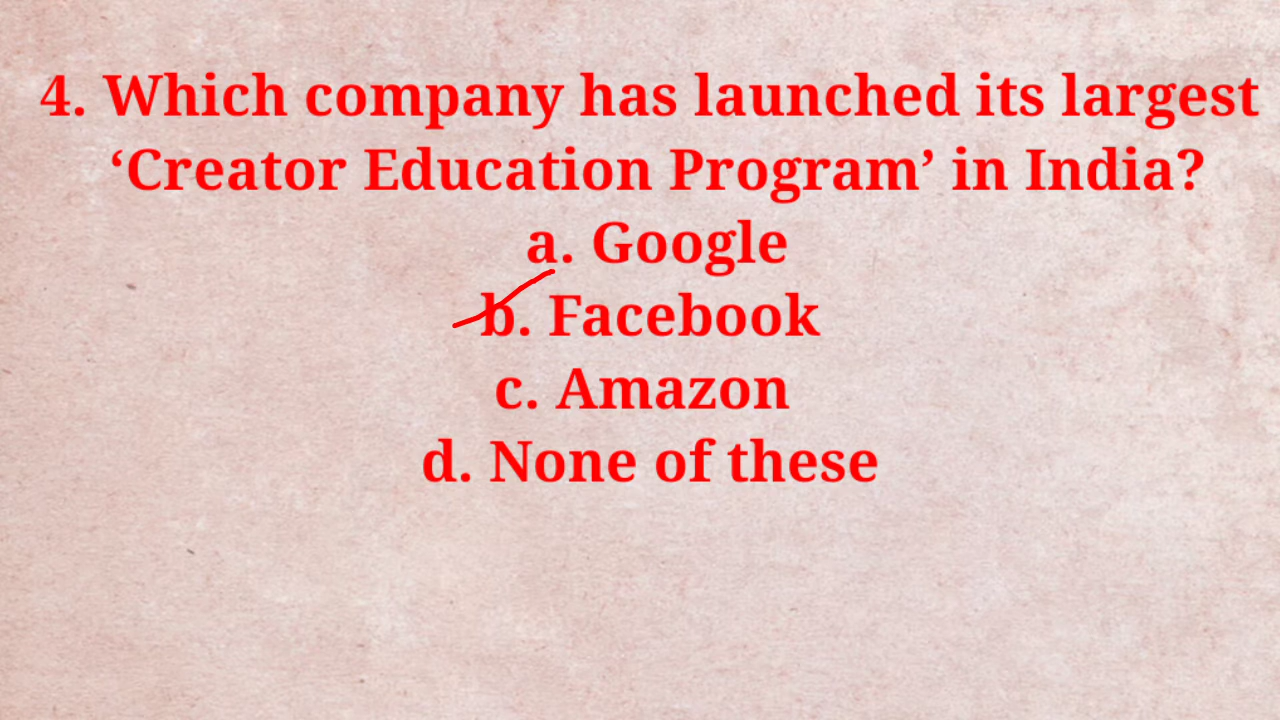 4. Which company has launched its largest
‘Creator Education Program’ in India?
a. Google
b. Facebook
c. Amazon
d. None of these